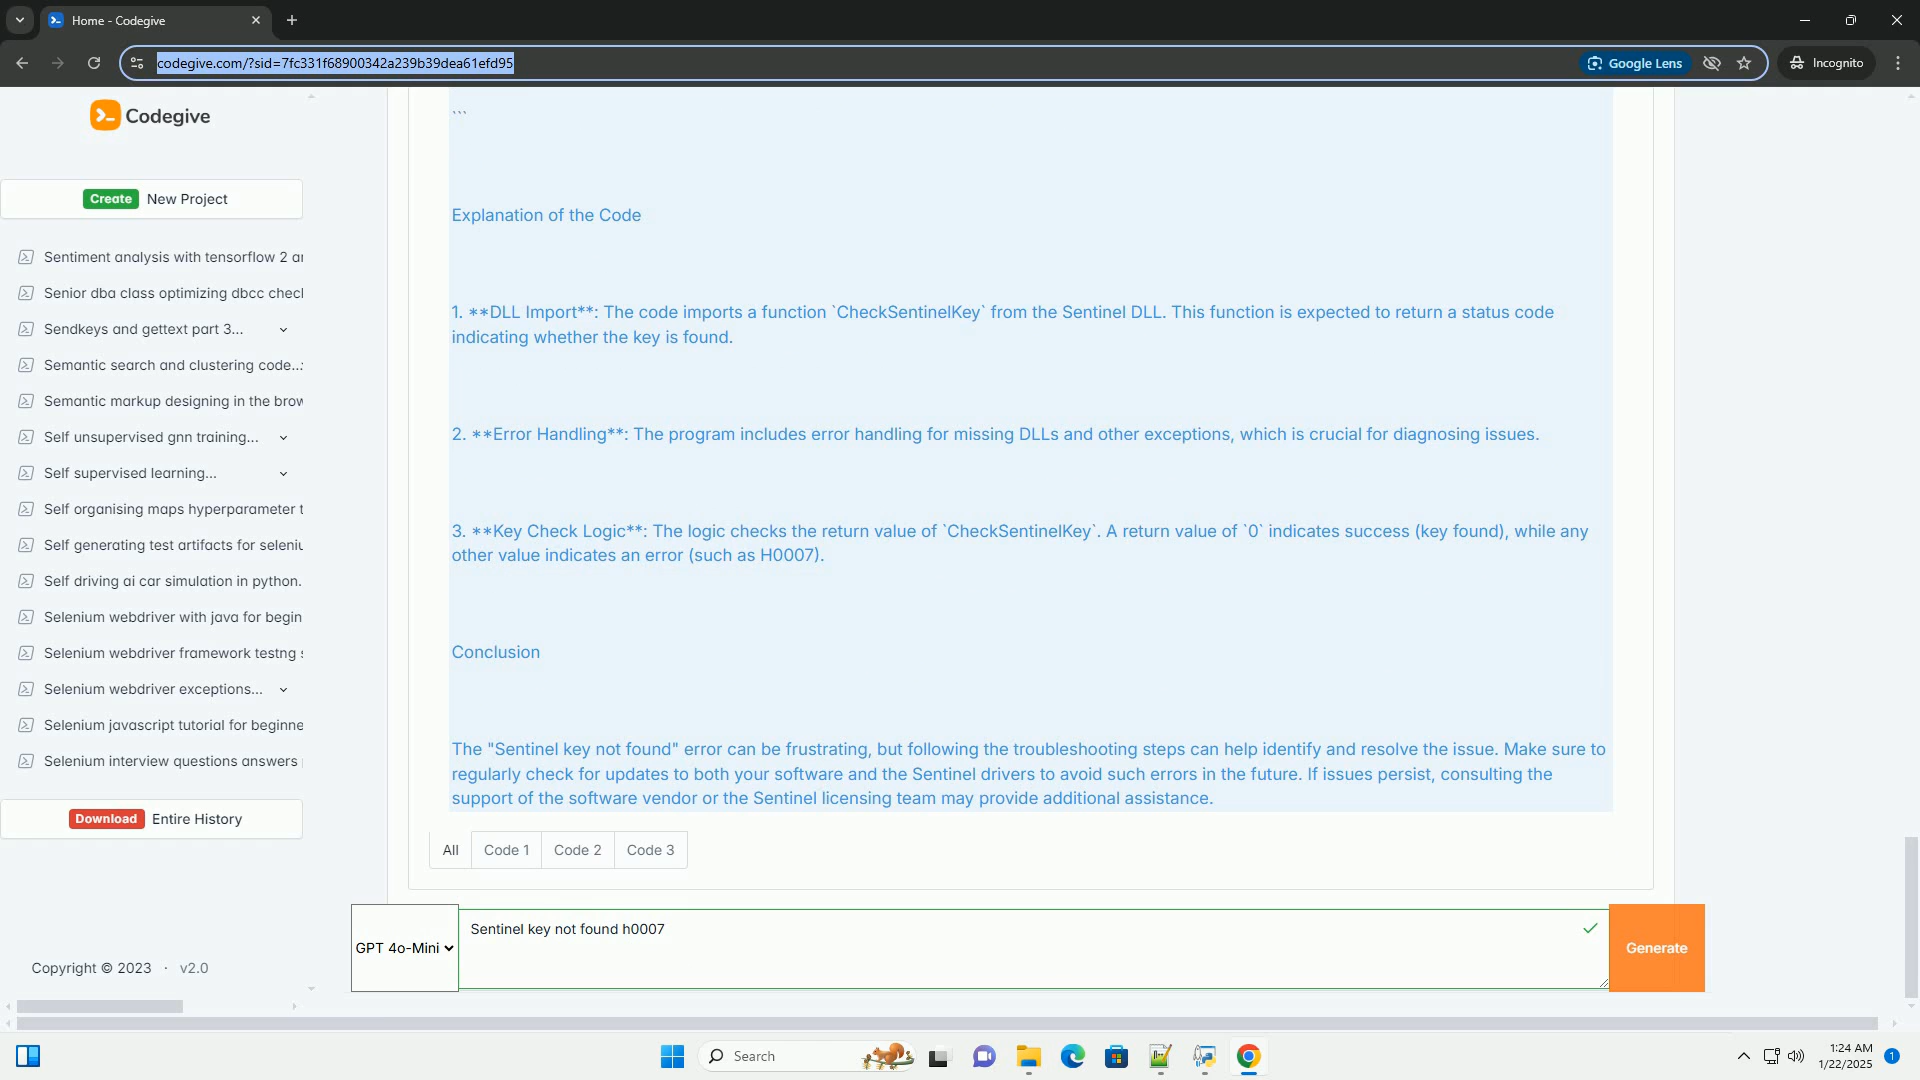 Home - Codegive
codegive.com/?sid=7fc331f68900342a239b39dea61efd95
Google Lens
Incognito
Codegive
Create New Project
Sentiment analysis with tensorflow 2 ar
Senior dba class optimizing dbcc check
Sendkeys and gettext part 3...
Semantic search and clustering code...
Semantic markup designing in the brow
Self unsupervised gnn training...
Self supervised learning...
Self organising maps hyperparameter t
Self generating test artifacts for seleniu
Self driving ai car simulation in python.
Selenium webdriver with java for begin
Selenium webdriver framework testng s
Selenium webdriver exceptions...
Selenium javascript tutorial for beginne
Selenium interview questions answers
Download Entire History
Copyright © 2023 · v2.0
```
Explanation of the Code
1. **DLL Import**: The code imports a function `CheckSentinelKey` from the Sentinel DLL. This function is expected to return a status code
indicating whether the key is found.
2. **Error Handling**: The program includes error handling for missing DLLs and other exceptions, which is crucial for diagnosing issues.
3. **Key Check Logic**: The logic checks the return value of `CheckSentinelKey`. A return value of `0` indicates success (key found), while any
other value indicates an error (such as H0007).
Conclusion
The "Sentinel key not found" error can be frustrating, but following the troubleshooting steps can help identify and resolve the issue. Make sure to
regularly check for updates to both your software and the Sentinel drivers to avoid such errors in the future. If issues persist, consulting the
support of the software vendor or the Sentinel licensing team may provide additional assistance.
All Code 1 Code 2 Code 3
GPT 4o-Mini
Sentinel key not found h0007
Generate
Search
1:24 AM
1/22/2025
1